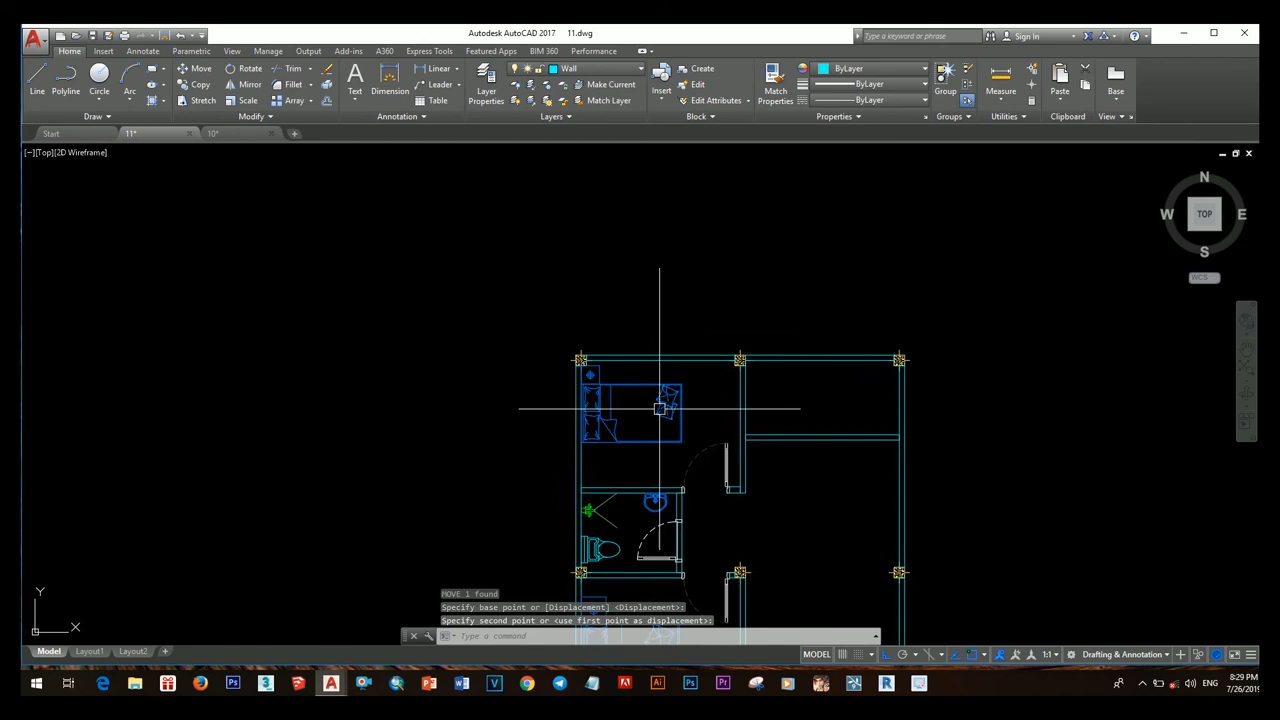 Autodesk AutoCAD 2017 11.dwg
Type a keyword or phrase
Sign In
Home Insert Annotate Parametric View Manage Output Add-ins A360 Express Tools Featured Apps BIM 360 Performance
Line Polyline Circle Arc
Move Rotate Trim
Copy Mirror Fillet
Stretch Scale Array
Text Dimension
Linear
Leader
Table
Layer Properties
Wall
Make Current
Match Layer
Insert
Create
Edit
Edit Attributes
Match Properties
ByLayer
ByLayer
ByLayer
Group
Measure
Paste
Base
Draw Modify Annotation Layers Block Properties Groups Utilities Clipboard View
Start 11* 10*
[−][Top][2D Wireframe]
N
W TOP E
S
WCS
Y
X
MOVE 1 found
Specify base point or [Displacement] <Displacement>:
Specify second point or <use first point as displacement>:
Type a command
Model Layout1 Layout2 +
MODEL 1:1 Drafting & Annotation
ENG
8:29 PM